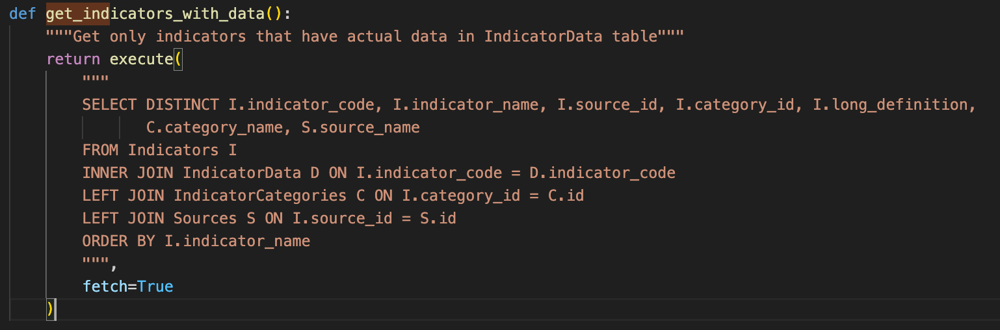 def get_indicators_with_data():
    """Get only indicators that have actual data in IndicatorData table"""
    return execute(
        """
        SELECT DISTINCT I.indicator_code, I.indicator_name, I.source_id, I.category_id, I.long_definition,
               C.category_name, S.source_name
        FROM Indicators I
        INNER JOIN IndicatorData D ON I.indicator_code = D.indicator_code
        LEFT JOIN IndicatorCategories C ON I.category_id = C.id
        LEFT JOIN Sources S ON I.source_id = S.id
        ORDER BY I.indicator_name
        """,
        fetch=True
    )